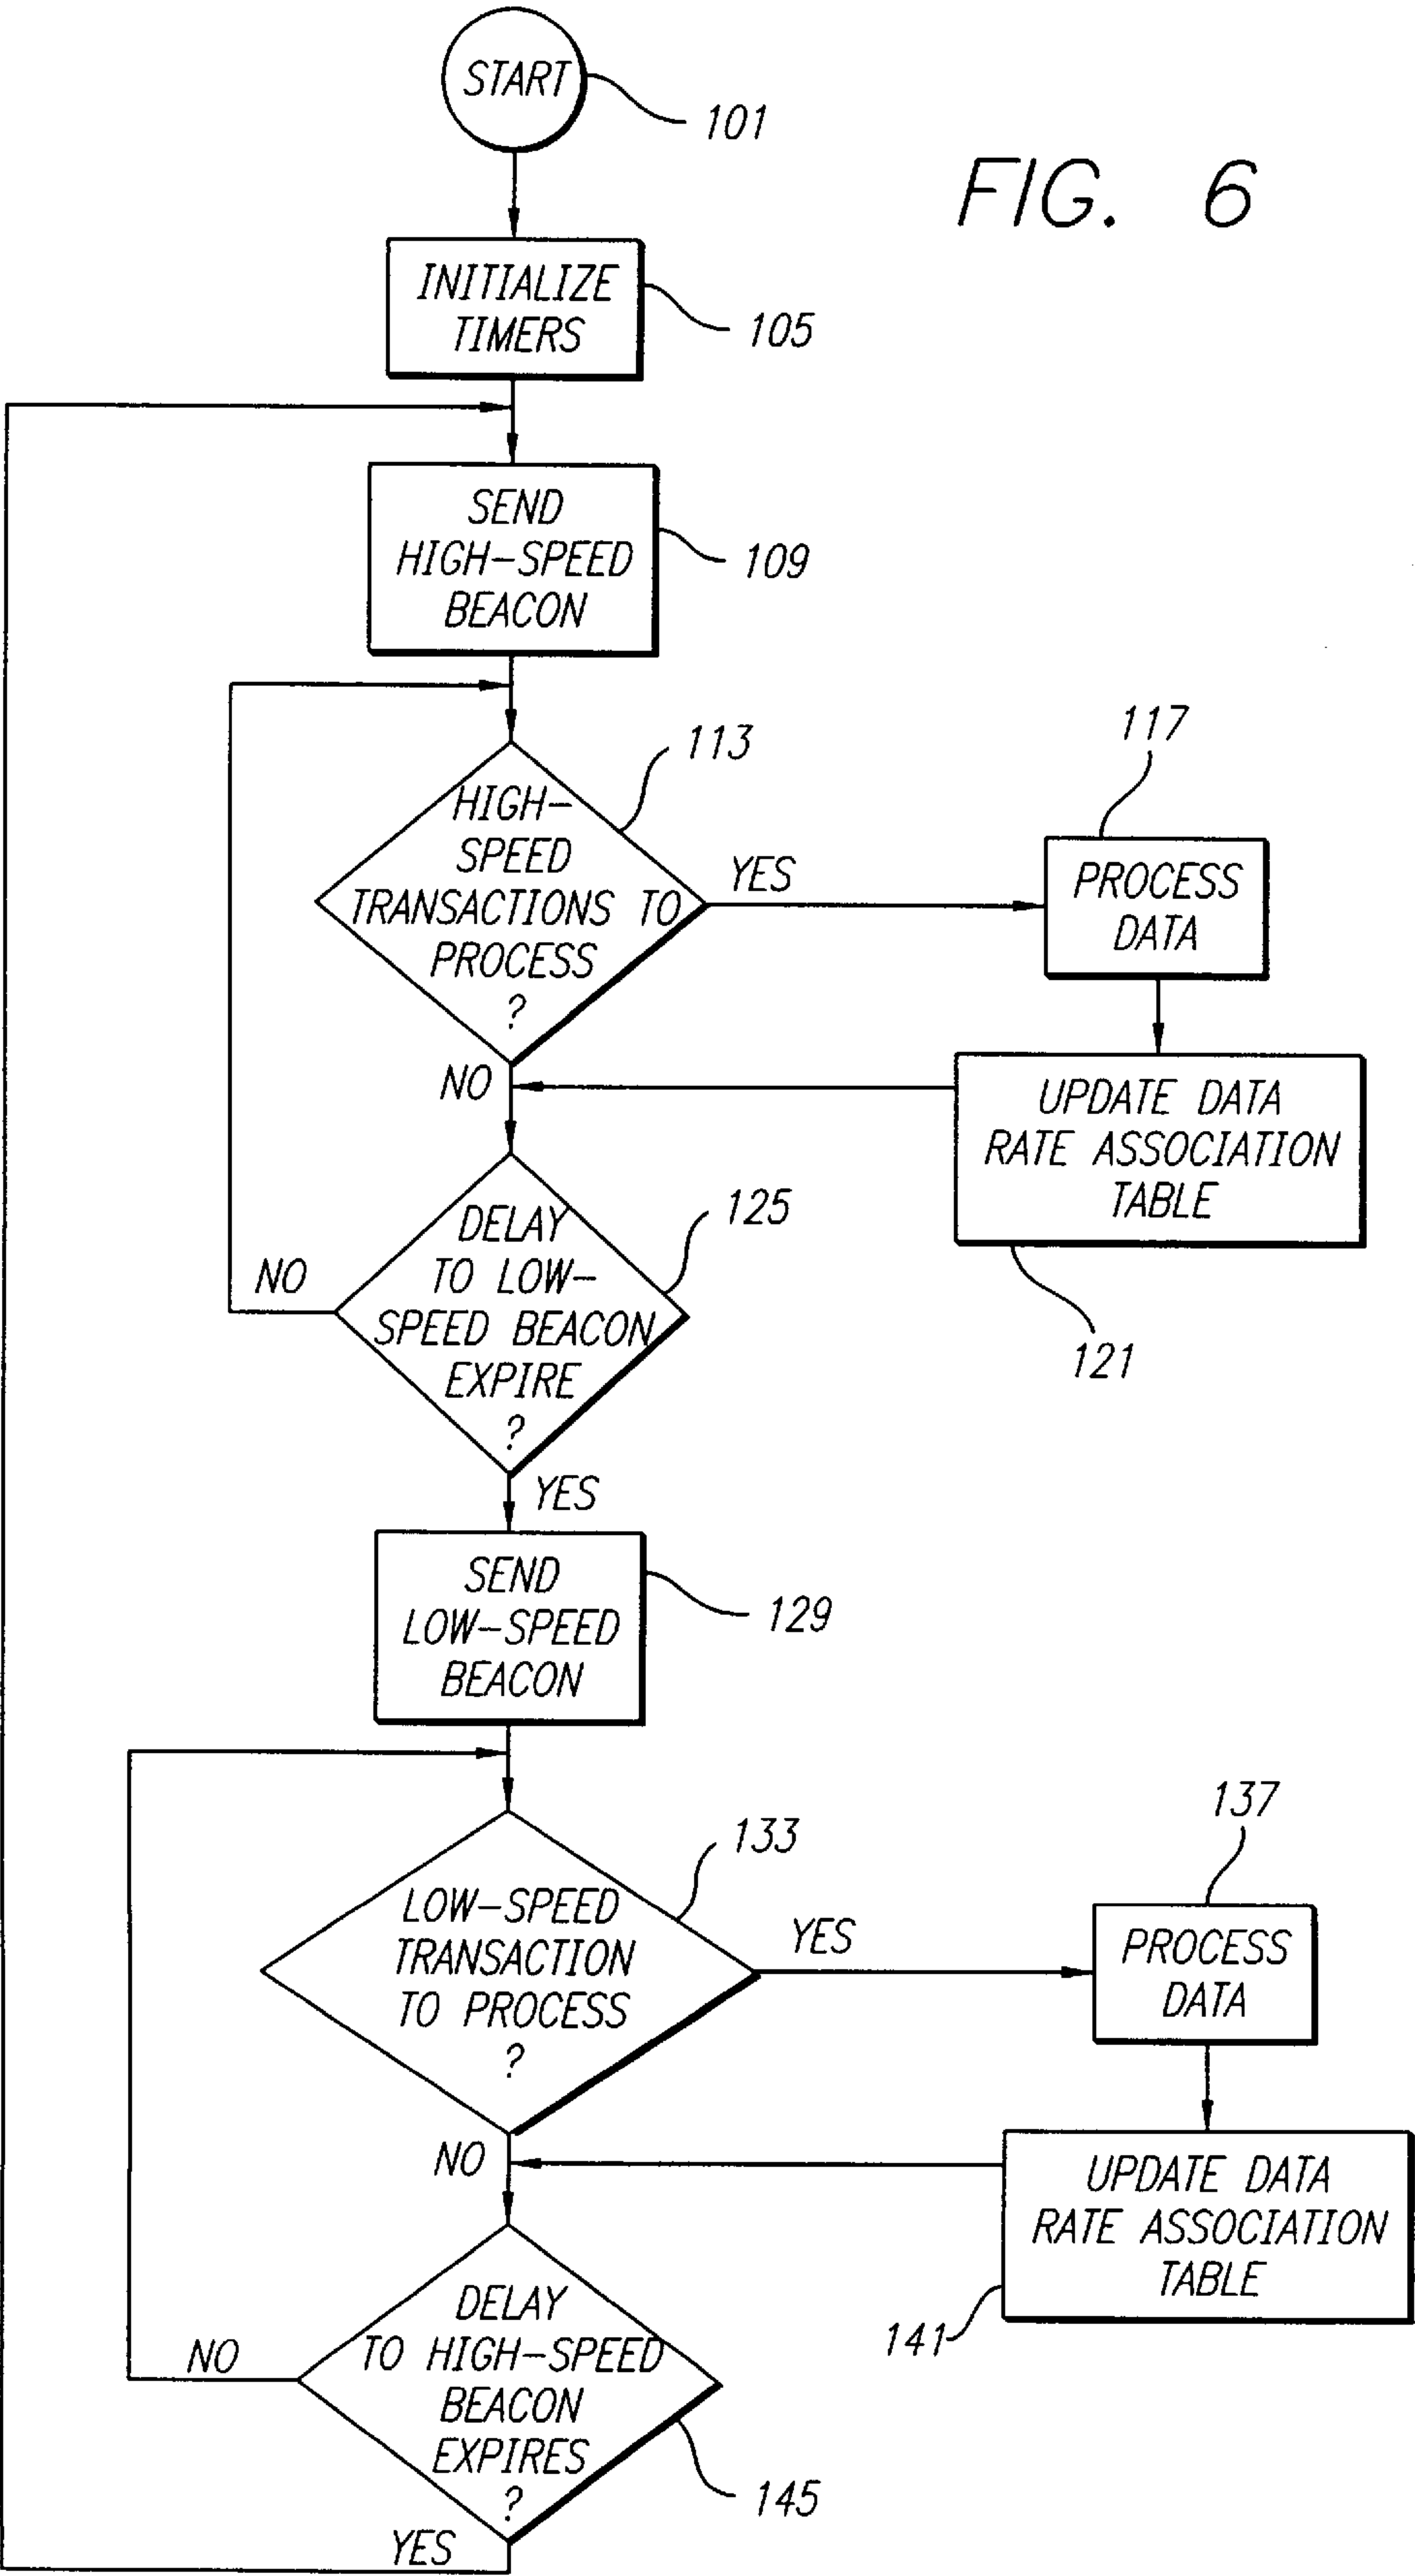 START
101
FIG. 6
INITIALIZE
TIMERS
105
SEND
HIGH-SPEED
BEACON
109
113
HIGH-
SPEED
TRANSACTIONS TO
PROCESS
?
YES
117
PROCESS
DATA
NO
UPDATE DATA
RATE ASSOCIATION
TABLE
121
125
DELAY
TO LOW-
SPEED BEACON
EXPIRE
?
NO
YES
SEND
LOW-SPEED
BEACON
129
133
LOW-SPEED
TRANSACTION
TO PROCESS
?
YES
137
PROCESS
DATA
NO
UPDATE DATA
RATE ASSOCIATION
TABLE
141
DELAY
TO HIGH-SPEED
BEACON
EXPIRES
?
NO
145
YES